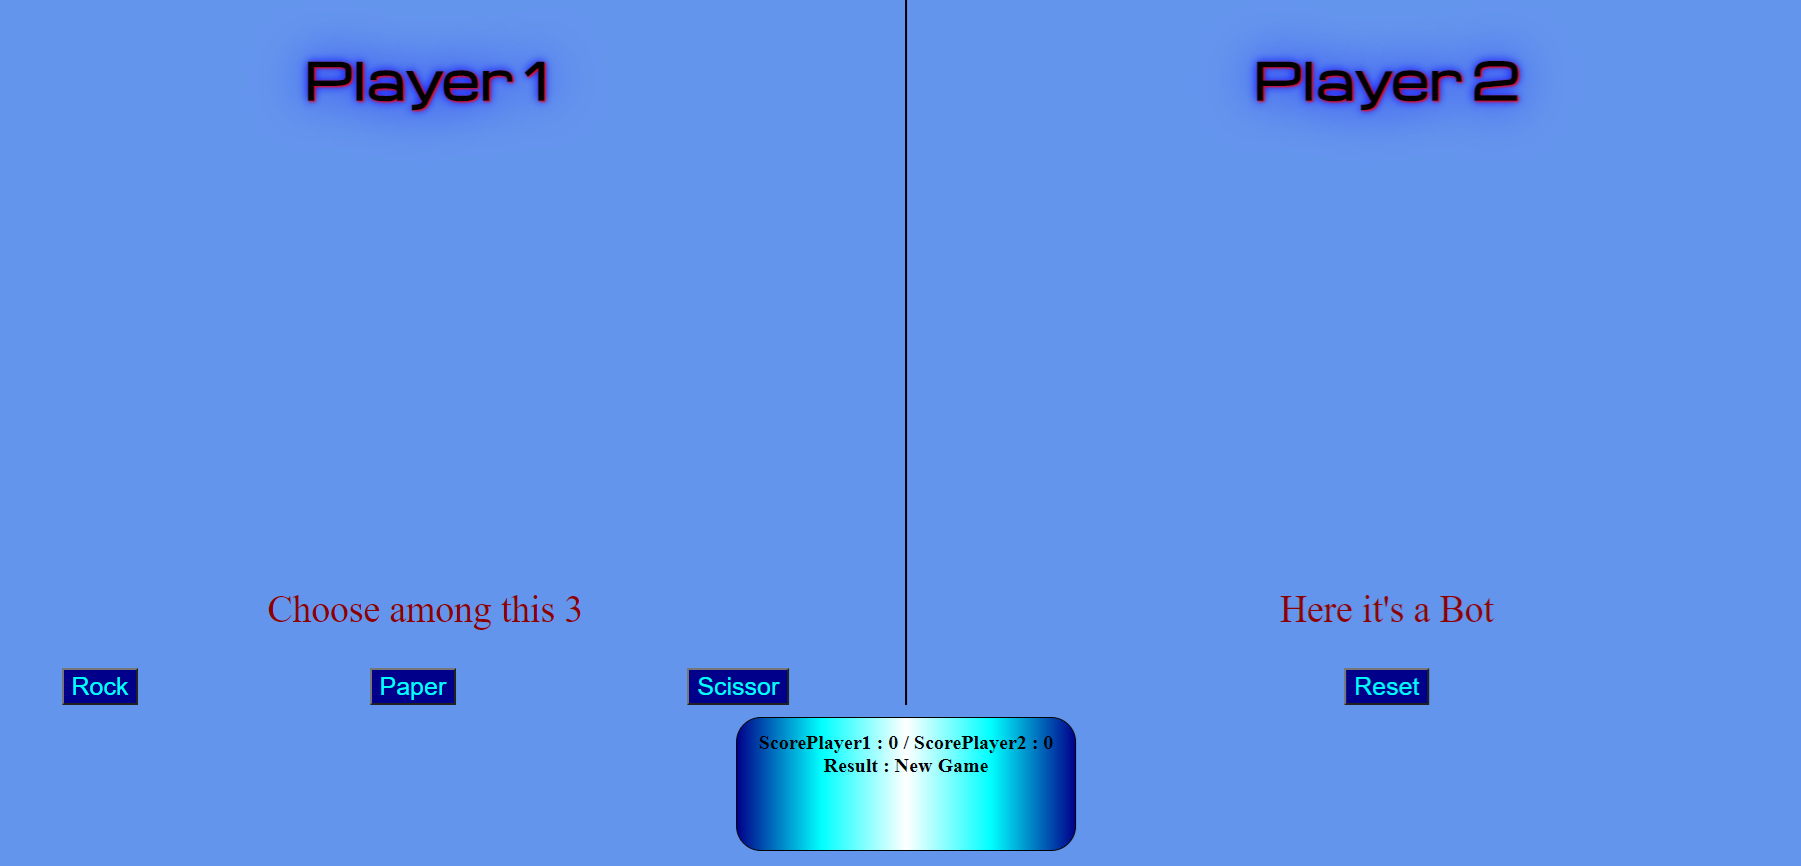 Player 1
Player 2
Choose among this 3
Here it's a Bot
Rock
Paper
Scissor
Reset
ScorePlayer1 : 0 / ScorePlayer2 : 0
Result : New Game